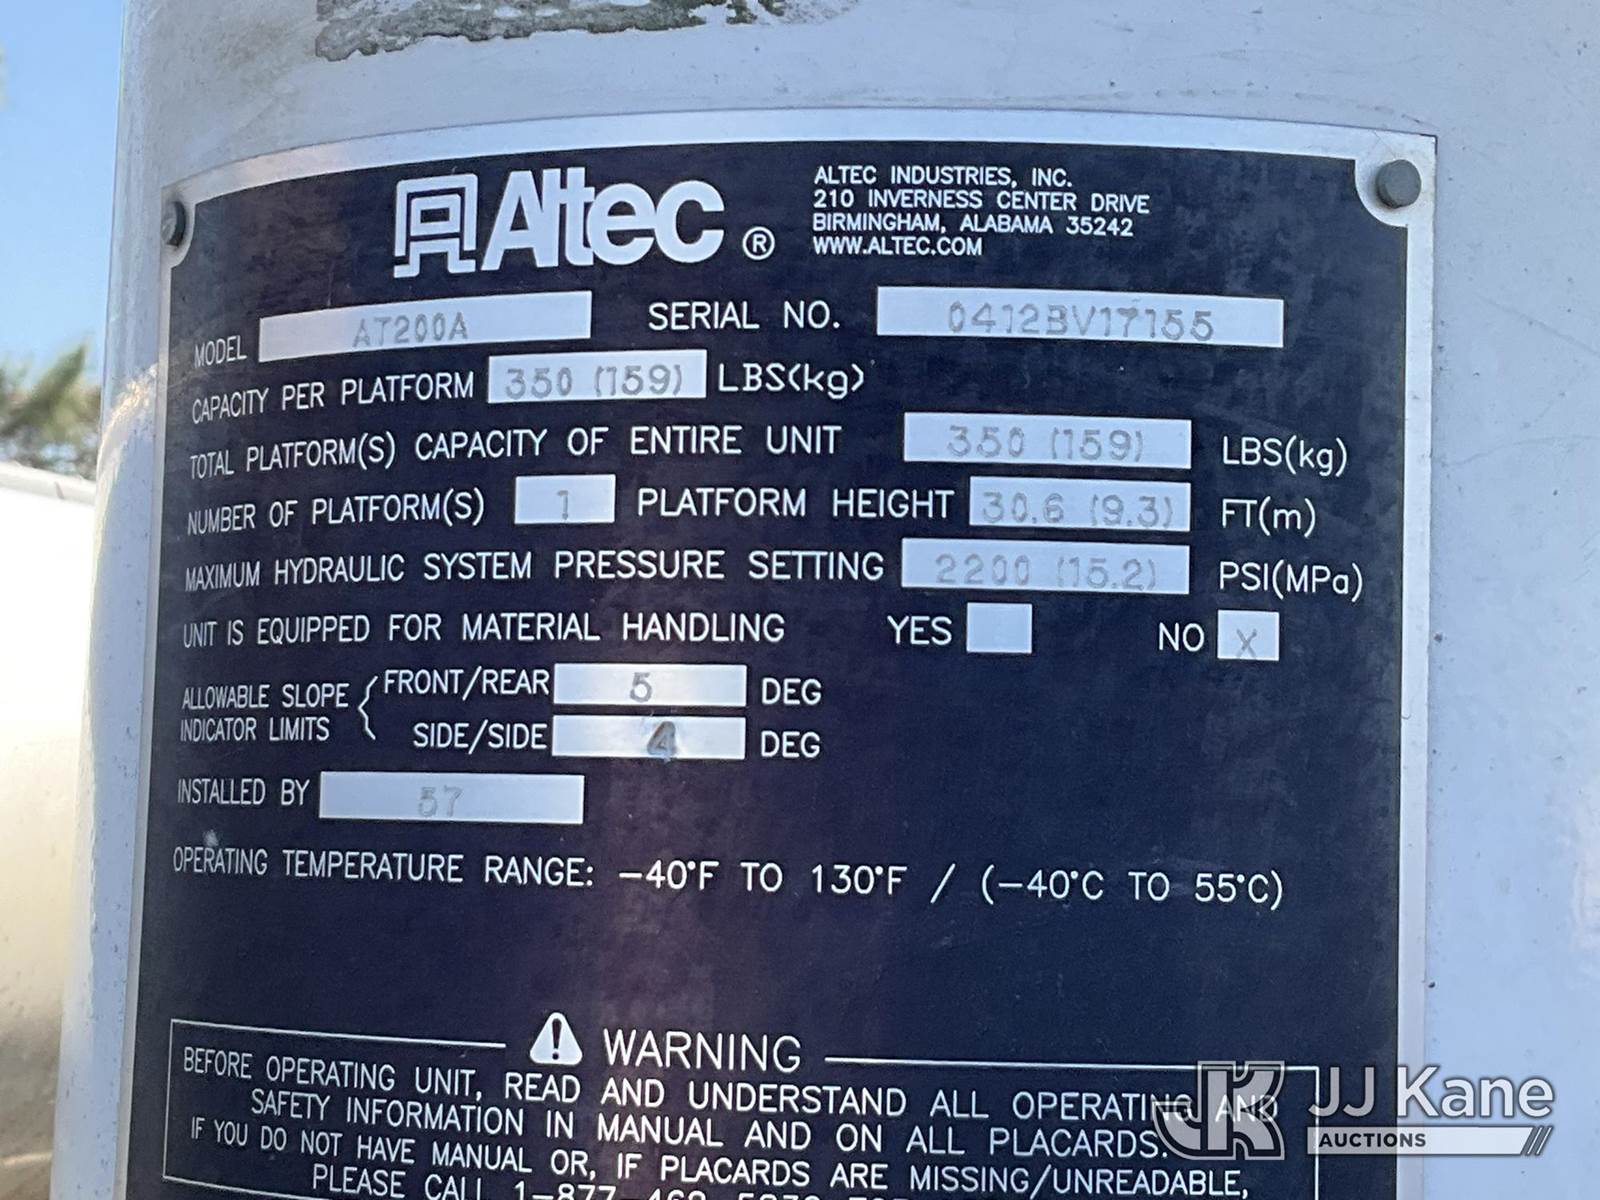 Altec ®
ALTEC INDUSTRIES, INC.
210 INVERNESS CENTER DRIVE
BIRMINGHAM, ALABAMA 35242
WWW.ALTEC.COM
MODEL AT200A SERIAL NO. 0412BV17155
CAPACITY PER PLATFORM 350 (159) LBS(kg)
TOTAL PLATFORM(S) CAPACITY OF ENTIRE UNIT 350 (159) LBS(kg)
NUMBER OF PLATFORM(S) 1 PLATFORM HEIGHT 30.6 (9.3) FT(m)
MAXIMUM HYDRAULIC SYSTEM PRESSURE SETTING 2200 (15.2) PSI(MPa)
UNIT IS EQUIPPED FOR MATERIAL HANDLING YES NO X
ALLOWABLE SLOPE INDICATOR LIMITS
FRONT/REAR 5 DEG
SIDE/SIDE 4 DEG
INSTALLED BY 57
OPERATING TEMPERATURE RANGE: -40°F TO 130°F / (-40°C TO 55°C)
WARNING
BEFORE OPERATING UNIT, READ AND UNDERSTAND ALL OPERATING AND
SAFETY INFORMATION IN MANUAL AND ON ALL PLACARDS.
IF YOU DO NOT HAVE MANUAL OR, IF PLACARDS ARE MISSING/UNREADABLE,
PLEASE CALL 1-877-
JK JJ Kane
AUCTIONS